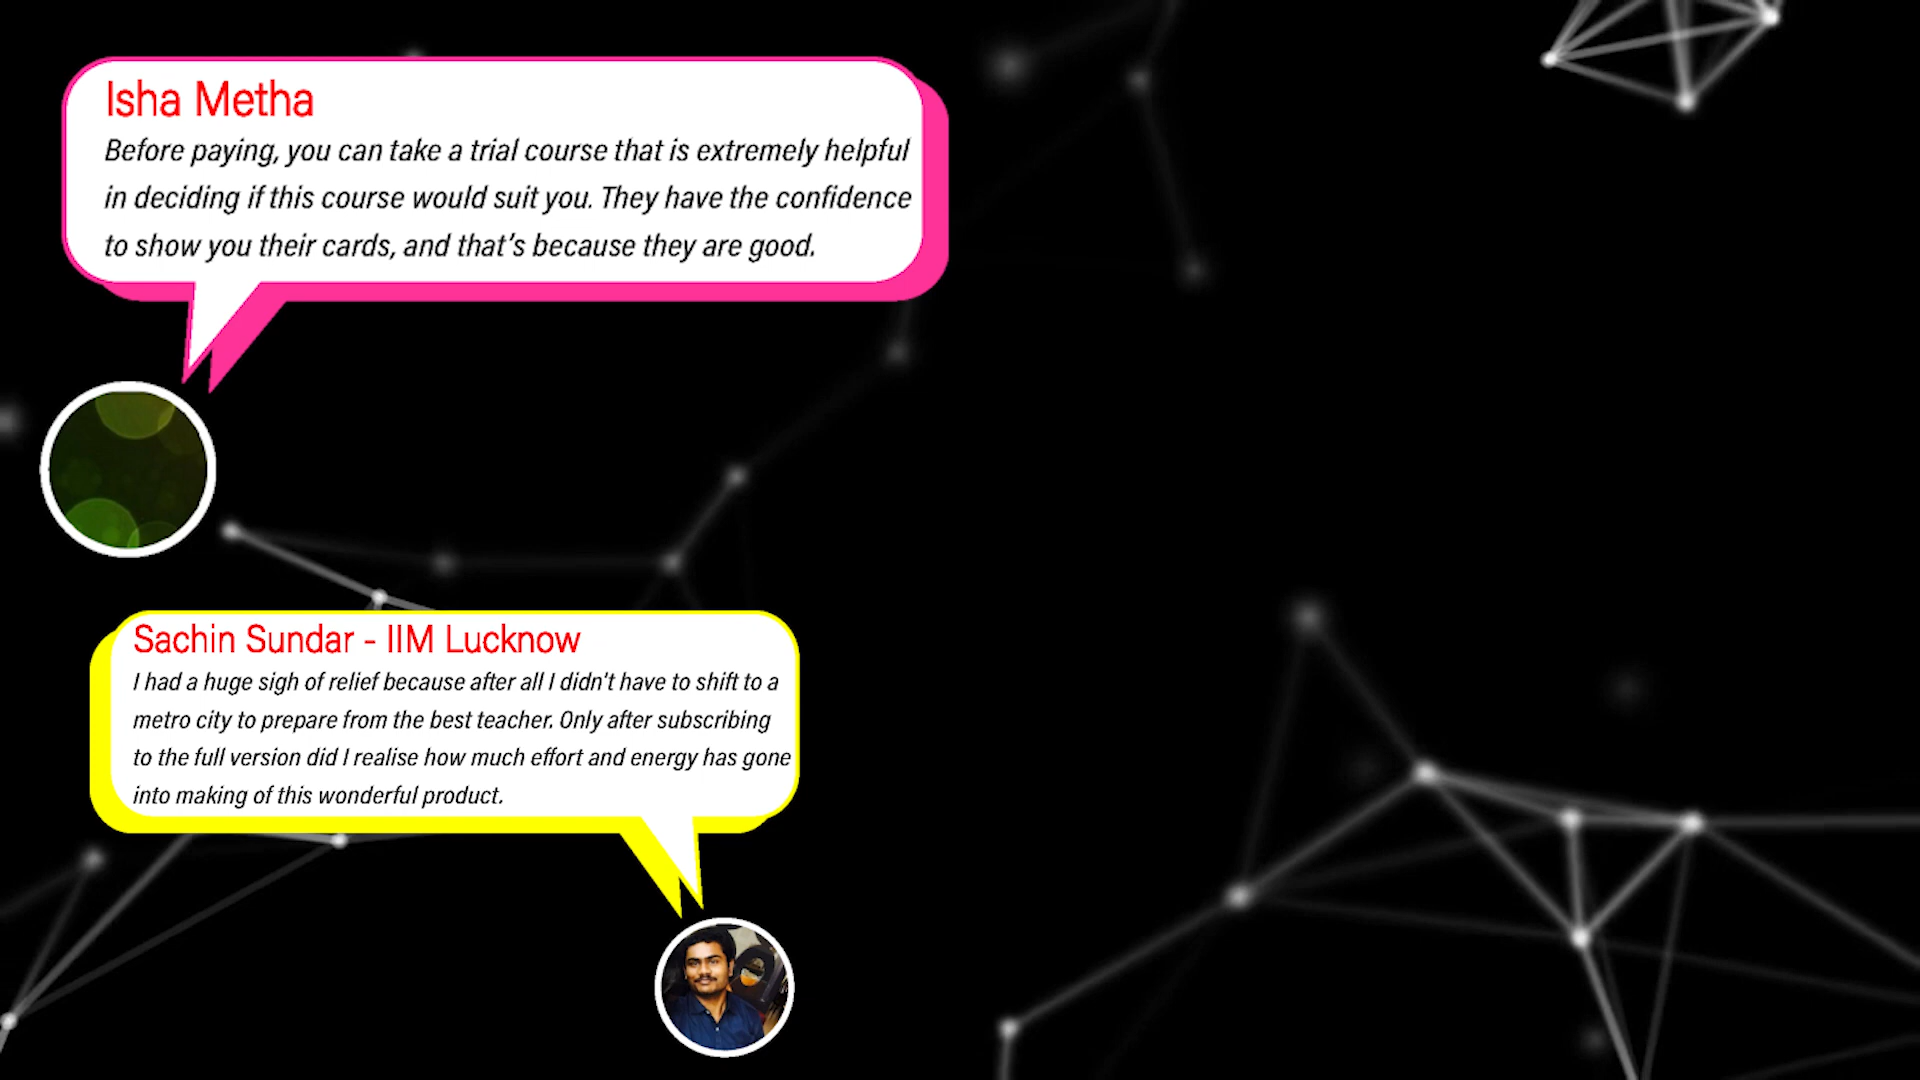 Isha Metha
Before paying, you can take a trial course that is extremely helpful
in deciding if this course would suit you. They have the confidence
to show you their cards, and that’s because they are good.
Sachin Sundar - IIM Lucknow
I had a huge sigh of relief because after all I didn't have to shift to a
metro city to prepare from the best teacher. Only after subscribing
to the full version did I realise how much effort and energy has gone
into making of this wonderful product.